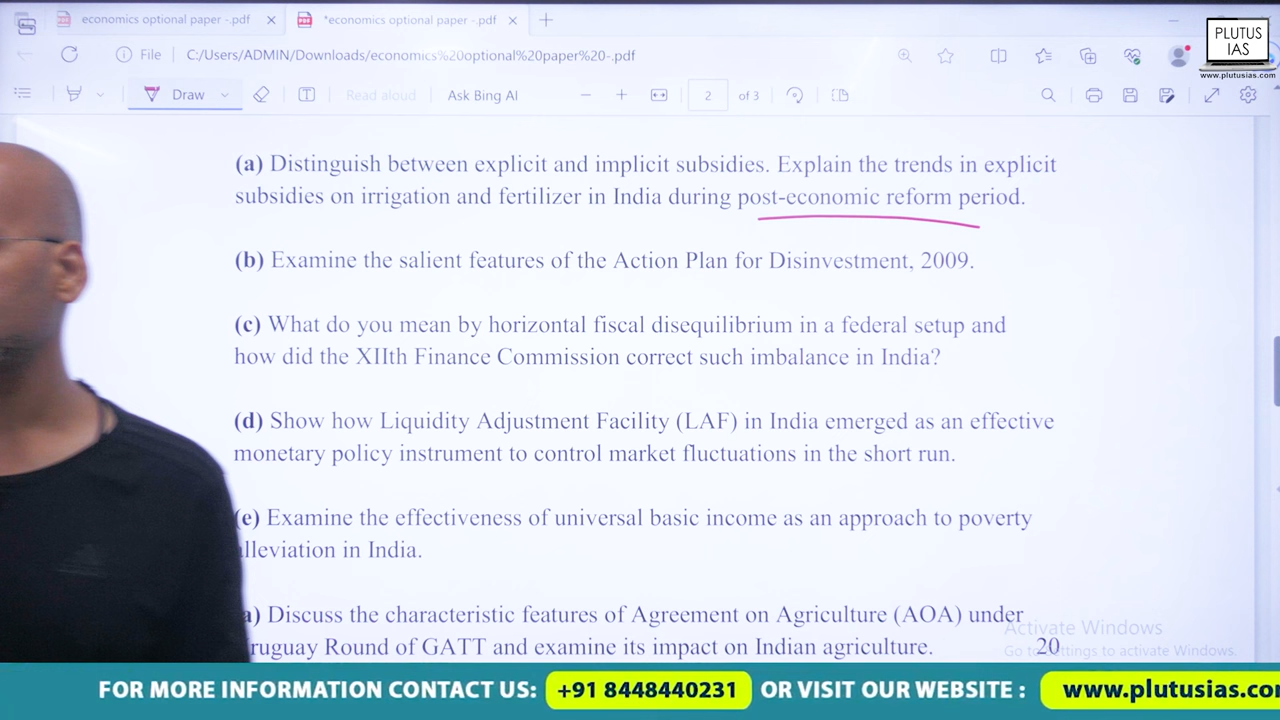 economics optional paper -.pdf
*economics optional paper -.pdf
PLUTUS
IAS
www.plutusias.com
File C:/Users/ADMIN/Downloads/economics%20optional%20paper%20-.pdf
Draw
Read aloud
Ask Bing AI
2 of 3
(a) Distinguish between explicit and implicit subsidies. Explain the trends in explicit
subsidies on irrigation and fertilizer in India during post-economic reform period.
(b) Examine the salient features of the Action Plan for Disinvestment, 2009.
(c) What do you mean by horizontal fiscal disequilibrium in a federal setup and
how did the XIIth Finance Commission correct such imbalance in India?
(d) Show how Liquidity Adjustment Facility (LAF) in India emerged as an effective
monetary policy instrument to control market fluctuations in the short run.
(e) Examine the effectiveness of universal basic income as an approach to poverty
lleviation in India.
a) Discuss the characteristic features of Agreement on Agriculture (AOA) under
ruguay Round of GATT and examine its impact on Indian agriculture. 20
Activate Windows
Go to Settings to activate Windows.
FOR MORE INFORMATION CONTACT US: +91 8448440231 OR VISIT OUR WEBSITE : www.plutusias.co